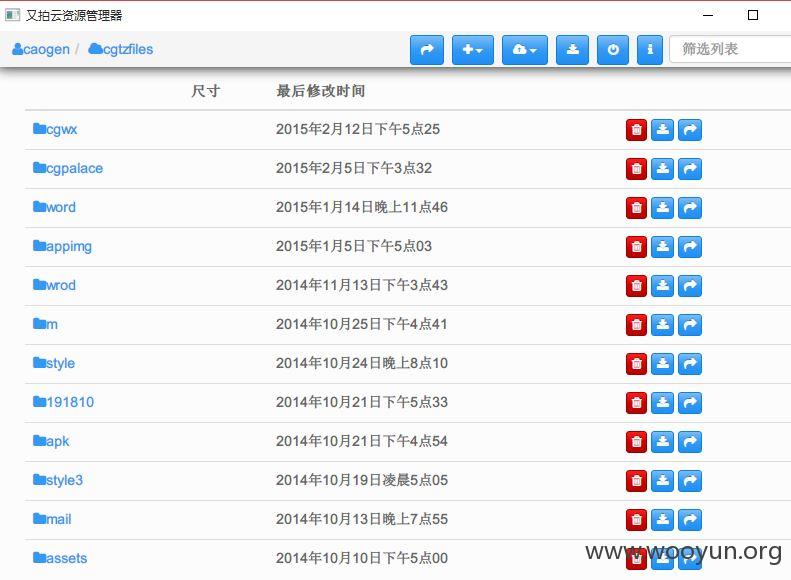 又拍云资源管理器
caogen / cgtzfiles 筛选列表
尺寸 最后修改时间
cgwx 2015年2月12日下午5点25
cgpalace 2015年2月5日下午3点32
word 2015年1月14日晚上11点46
appimg 2015年1月5日下午5点03
wrod 2014年11月13日下午3点43
m 2014年10月25日下午4点41
style 2014年10月24日晚上8点10
191810 2014年10月21日下午5点33
apk 2014年10月21日下午4点54
style3 2014年10月19日凌晨5点05
mail 2014年10月13日晚上7点55
assets 2014年10月10日下午5点00
www.wooyun.org